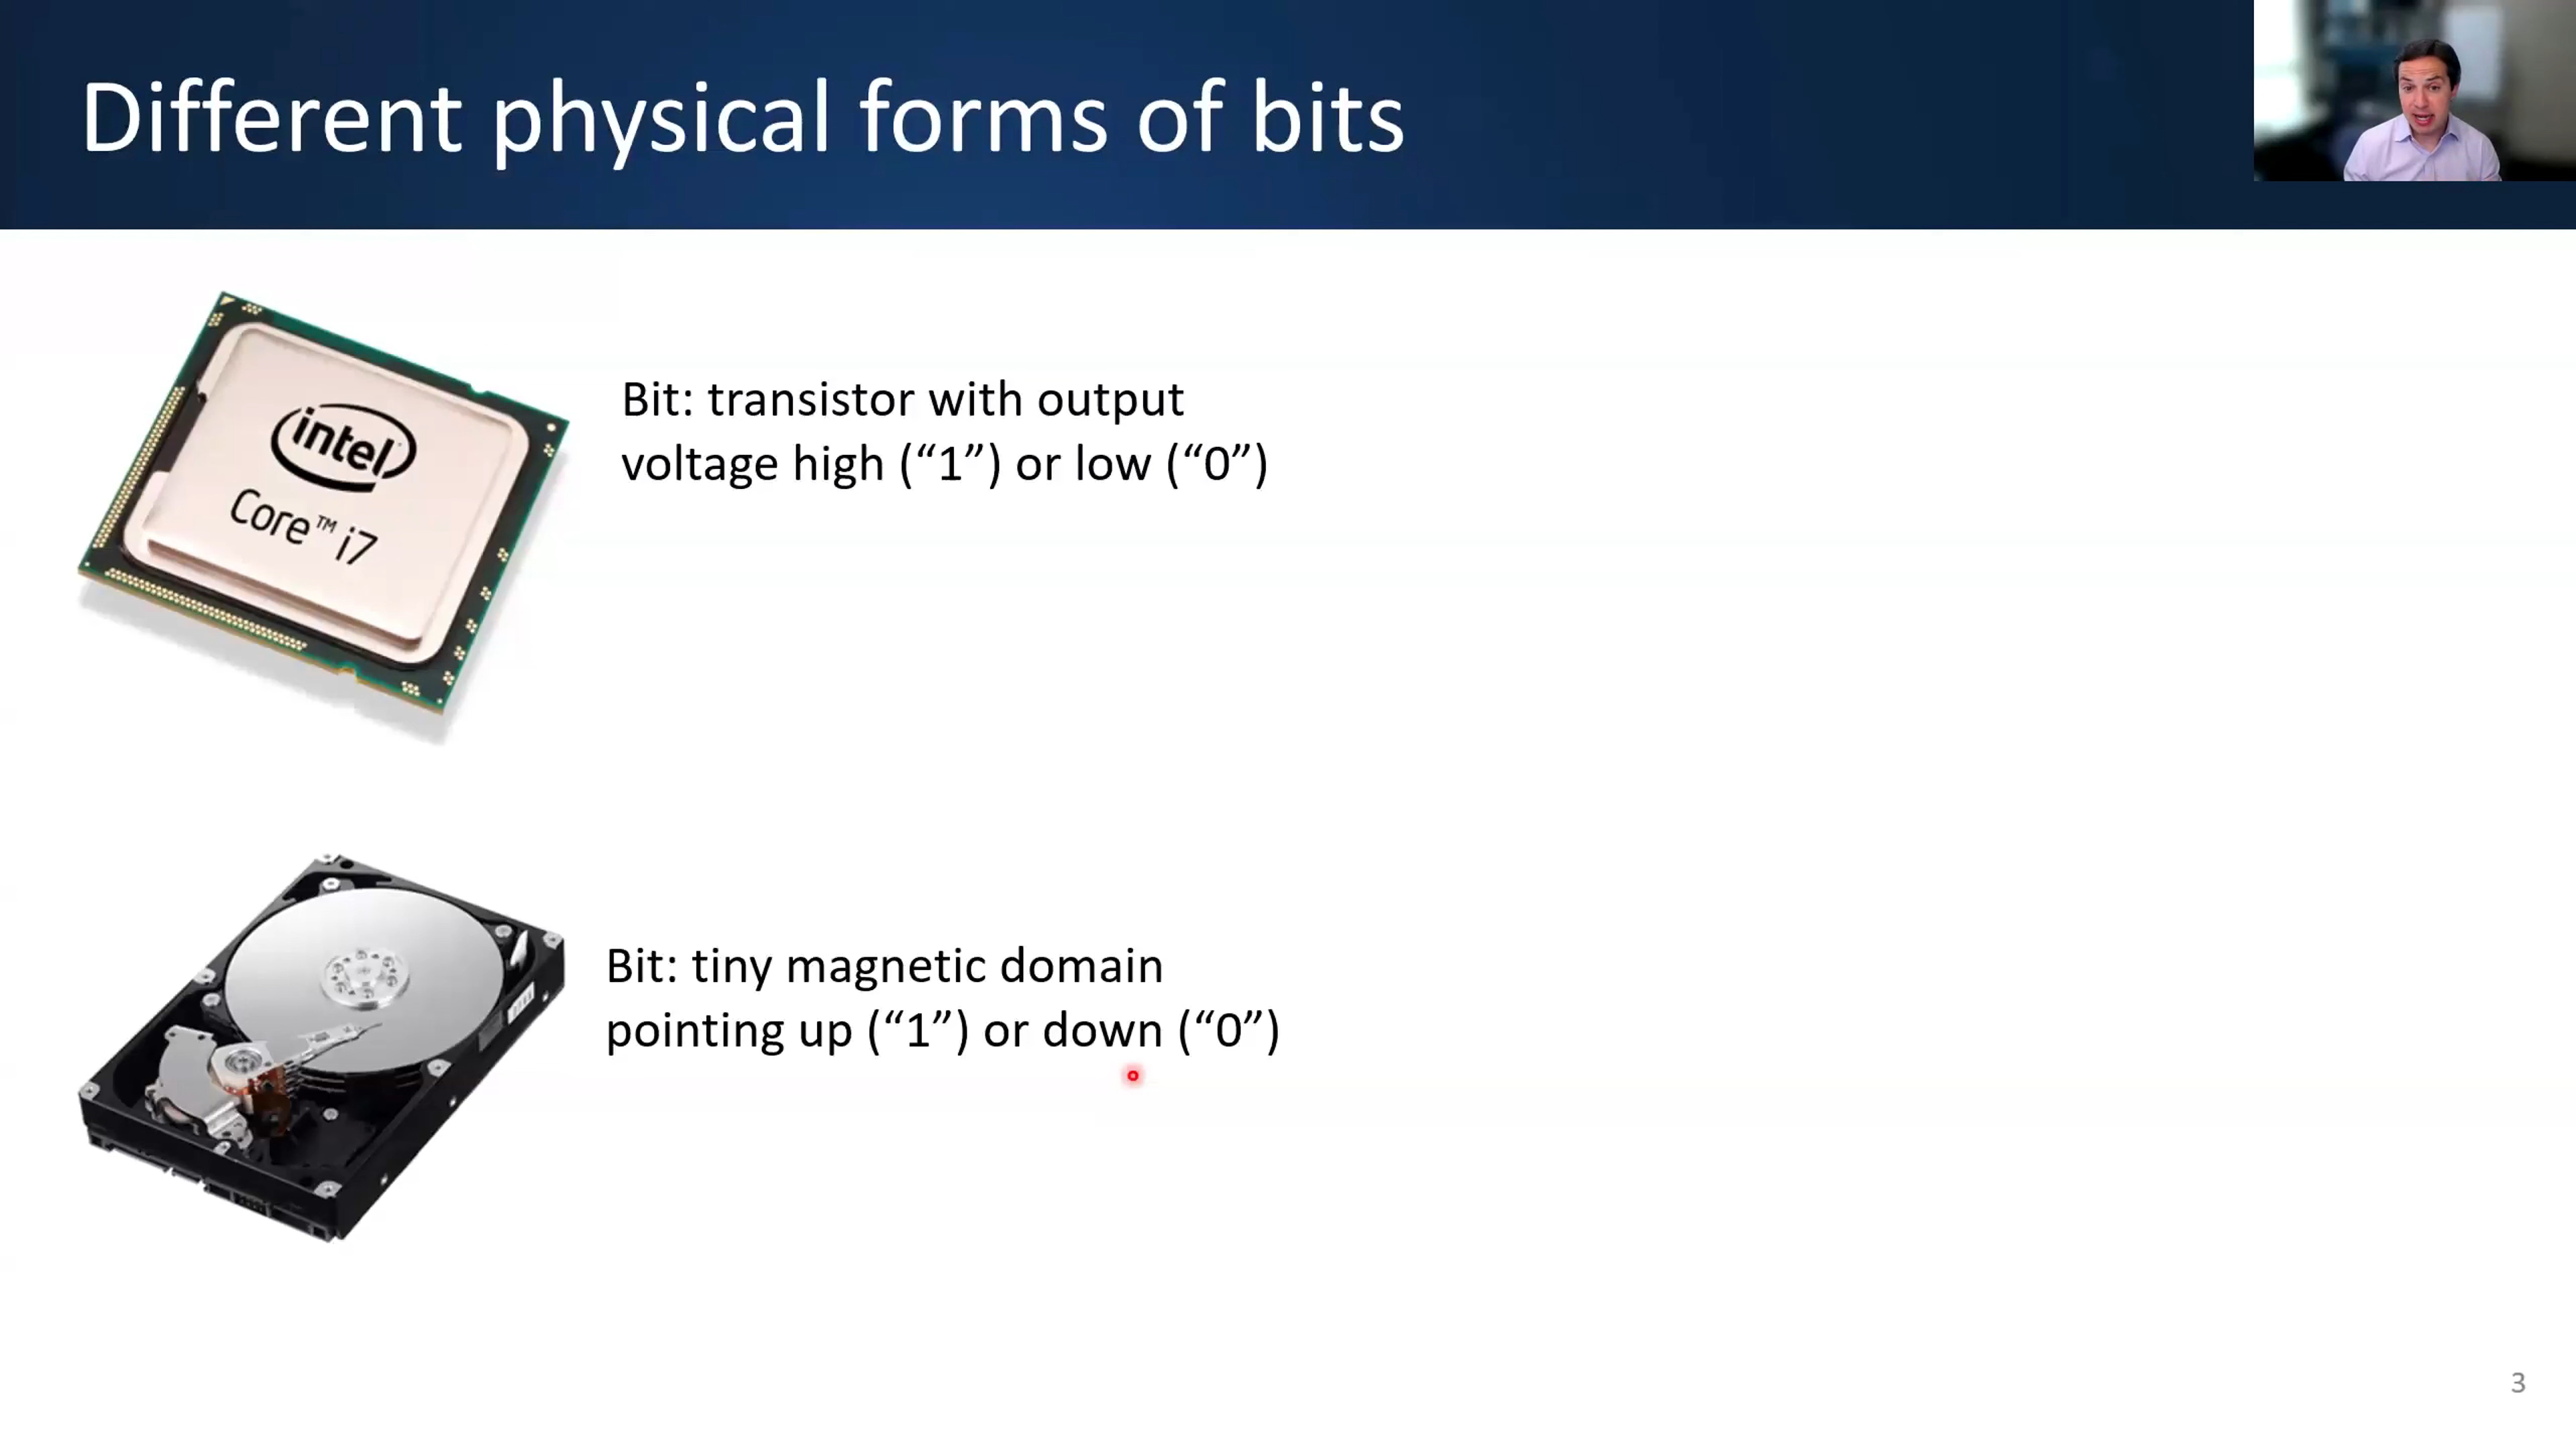 Different physical forms of bits
intel
Core™ i7
Bit: transistor with output
voltage high (“1”) or low (“0”)
Bit: tiny magnetic domain
pointing up (“1”) or down (“0”)
3